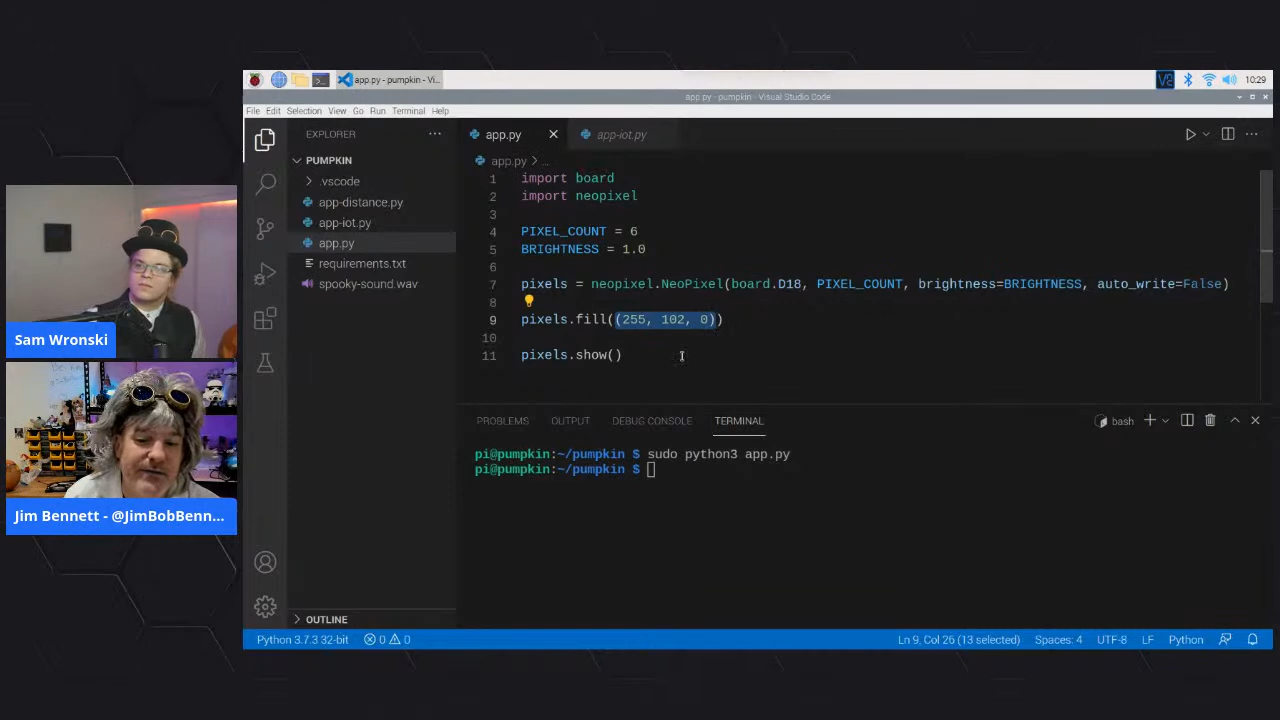 app.py - pumpkin - Vi...
10:29
app.py - pumpkin - Visual Studio Code
File Edit Selection View Go Run Terminal Help
EXPLORER
PUMPKIN
.vscode
app-distance.py
app-iot.py
app.py
requirements.txt
spooky-sound.wav
OUTLINE
app.py
app-iot.py
app.py > ...
1 import board
2 import neopixel
3
4 PIXEL_COUNT = 6
5 BRIGHTNESS = 1.0
6
7 pixels = neopixel.NeoPixel(board.D18, PIXEL_COUNT, brightness=BRIGHTNESS, auto_write=False)
8
9 pixels.fill((255, 102, 0))
10
11 pixels.show()
PROBLEMS OUTPUT DEBUG CONSOLE TERMINAL
bash
pi@pumpkin:~/pumpkin $ sudo python3 app.py
pi@pumpkin:~/pumpkin $
Python 3.7.3 32-bit 0 0 Ln 9, Col 26 (13 selected) Spaces: 4 UTF-8 LF Python
Sam Wronski
Jim Bennett - @JimBobBenn...